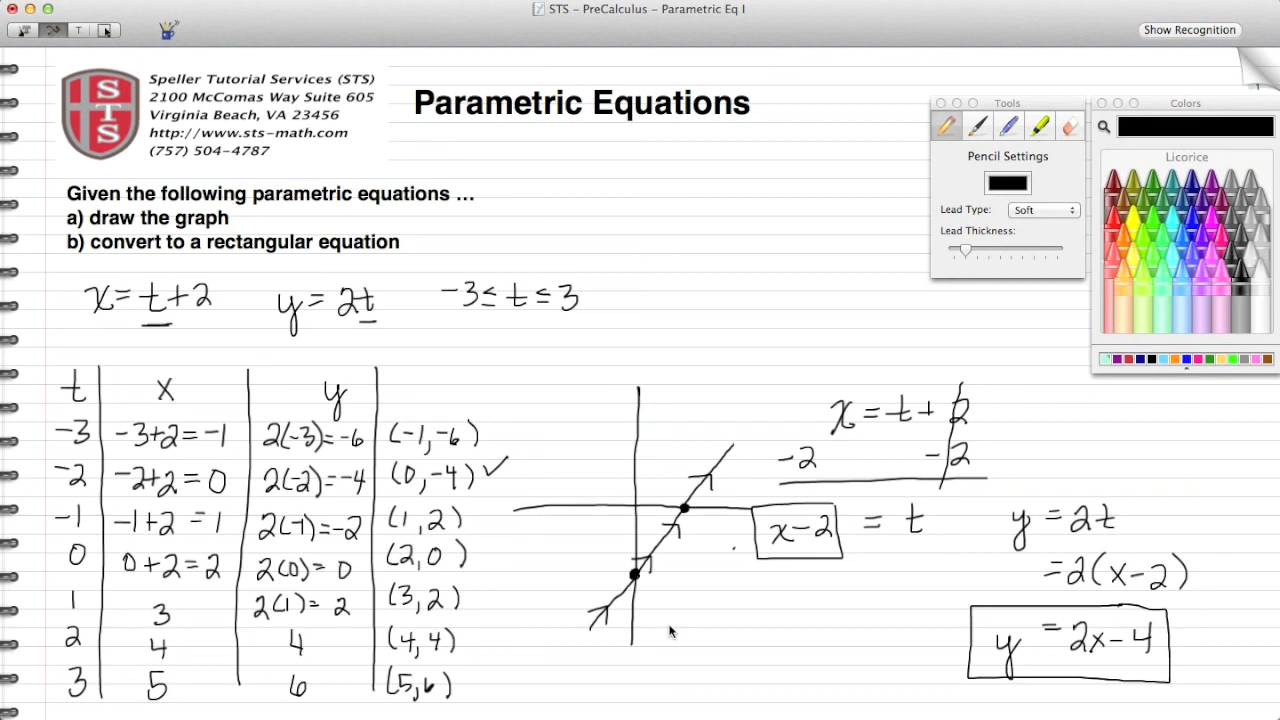 STS – PreCalculus – Parametric Eq I
T
Show Recognition
STS
Speller Tutorial Services (STS)
2100 McComas Way Suite 605
Virginia Beach, VA 23456
http://www.sts-math.com
(757) 504-4787
Parametric Equations
1
Tools
Pencil Settings
Lead Type: Soft
Lead Thickness:
Colors
Licorice
Given the following parametric equations ...
a) draw the graph
b) convert to a rectangular equation
x = t + 2 y = 2t -3 ≤ t ≤ 3
t x y
-3 -3+2 = -1 2(-3) = -6 (-1, -6)
-2 -2+2 = 0 2(-2) = -4 (0, -4) ✓
-1 -1+2 = 1 2(-1) = -2 (1, 2)
0 0+2 = 2 2(0) = 0 (2, 0)
1 3 2(1) = 2 (3, 2)
2 4 4 (4, 4)
3 5 6 (5, 6)
x = t + 2
-2 -2
x-2 = t
y = 2t
= 2(x-2)
y = 2x-4